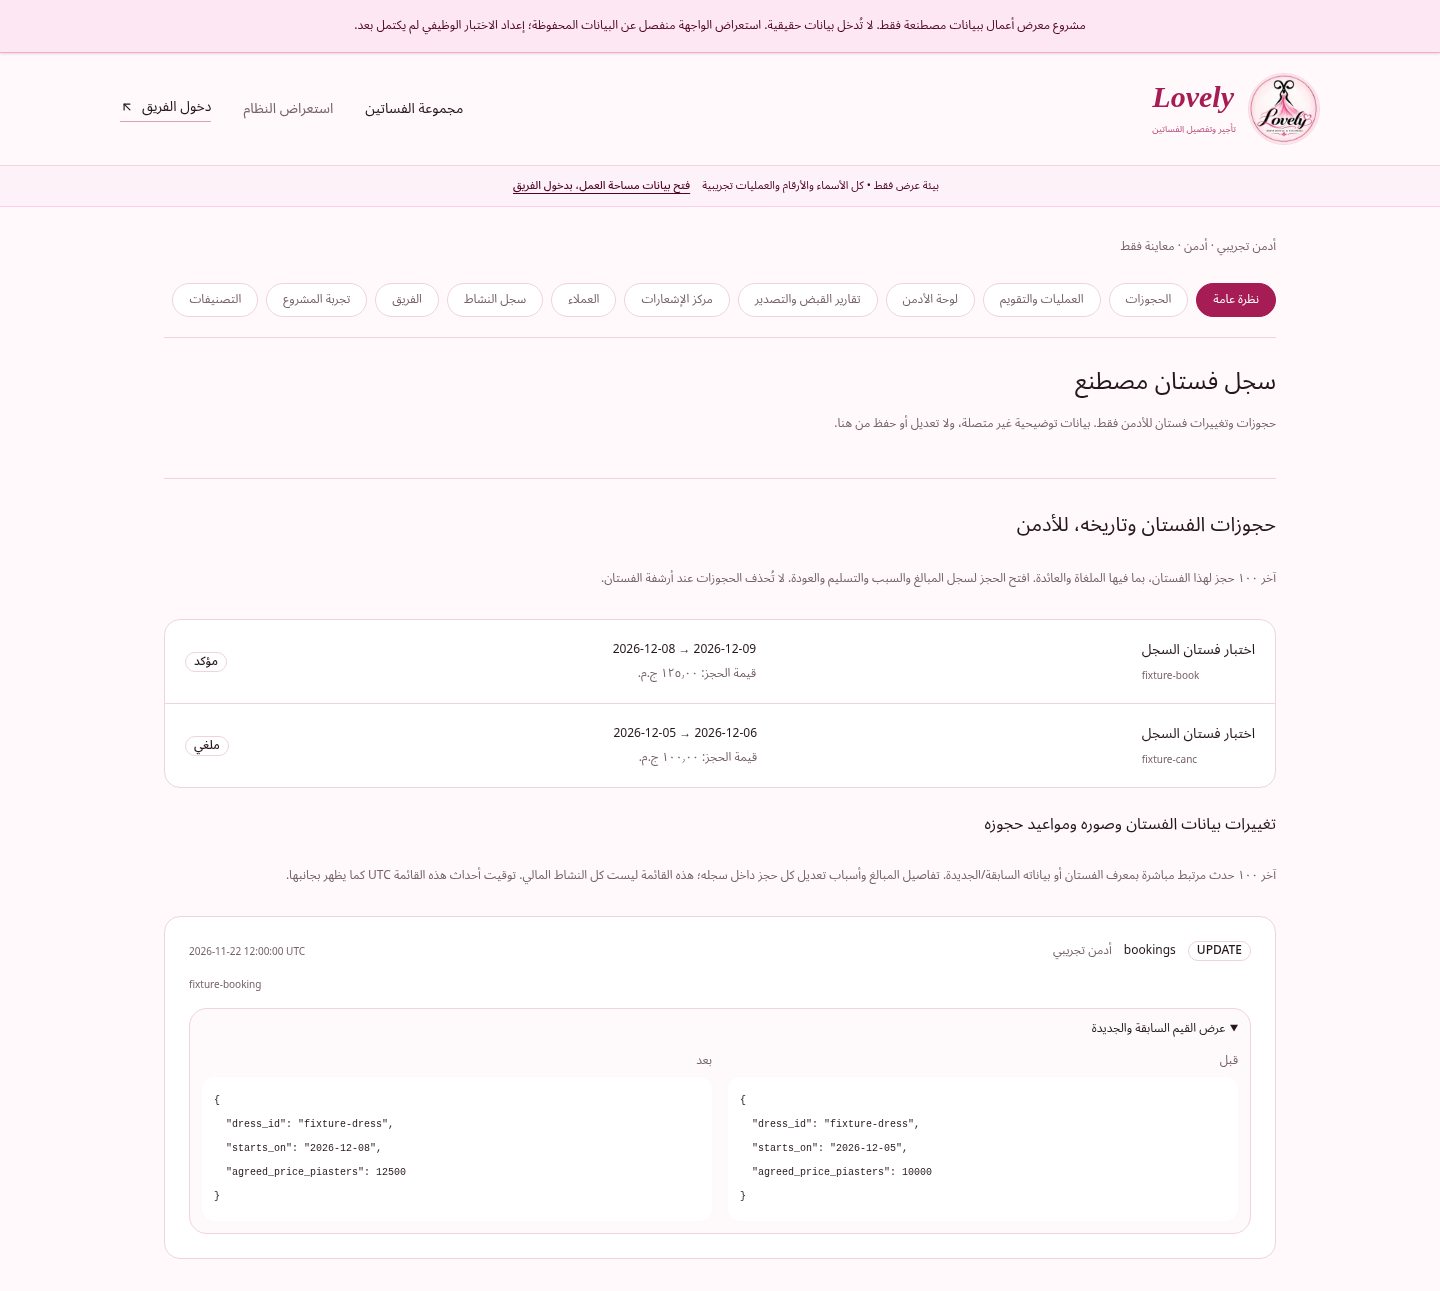 مشروع معرض أعمال ببيانات مصطنعة فقط. لا تُدخل بيانات حقيقية. استعراض الواجهة منفصل عن البيانات المحفوظة؛ إعداد الاختبار الوظيفي لم يكتمل بعد.
Lovely
Lovely
تأجير وتفصيل الفساتين
مجموعة الفساتين
استعراض النظام
دخول الفريق ↖
بيئة عرض فقط • كل الأسماء والأرقام والعمليات تجريبية فتح بيانات مساحة العمل، بدخول الفريق
أدمن تجريبي · أدمن · معاينة فقط
نظرة عامة
الحجوزات
العمليات والتقويم
لوحة الأدمن
تقارير القبض والتصدير
مركز الإشعارات
العملاء
سجل النشاط
الفريق
تجربة المشروع
التصنيفات
سجل فستان مصطنع
حجوزات وتغييرات فستان للأدمن فقط. بيانات توضيحية غير متصلة، ولا تعديل أو حفظ من هنا.
حجوزات الفستان وتاريخه، للأدمن
آخر ١٠٠ حجز لهذا الفستان، بما فيها الملغاة والعائدة. افتح الحجز لسجل المبالغ والسبب والتسليم والعودة. لا تُحذف الحجوزات عند أرشفة الفستان.
اختبار فستان السجل
fixture-book
2026-12-08 → 2026-12-09
قيمة الحجز: ١٢٥٫٠٠ ج.م.
مؤكد
اختبار فستان السجل
fixture-canc
2026-12-05 → 2026-12-06
قيمة الحجز: ١٠٠٫٠٠ ج.م.
ملغي
تغييرات بيانات الفستان وصوره ومواعيد حجوزه
آخر ١٠٠ حدث مرتبط مباشرة بمعرف الفستان أو بياناته السابقة/الجديدة. تفاصيل المبالغ وأسباب تعديل كل حجز داخل سجله؛ هذه القائمة ليست كل النشاط المالي. توقيت أحداث هذه القائمة UTC كما يظهر بجانبها.
UPDATE bookings أدمن تجريبي
2026-11-22 12:00:00 UTC
fixture-booking
▼ عرض القيم السابقة والجديدة
قبل
{
"dress_id": "fixture-dress",
"starts_on": "2026-12-05",
"agreed_price_piasters": 10000
}
بعد
{
"dress_id": "fixture-dress",
"starts_on": "2026-12-08",
"agreed_price_piasters": 12500
}